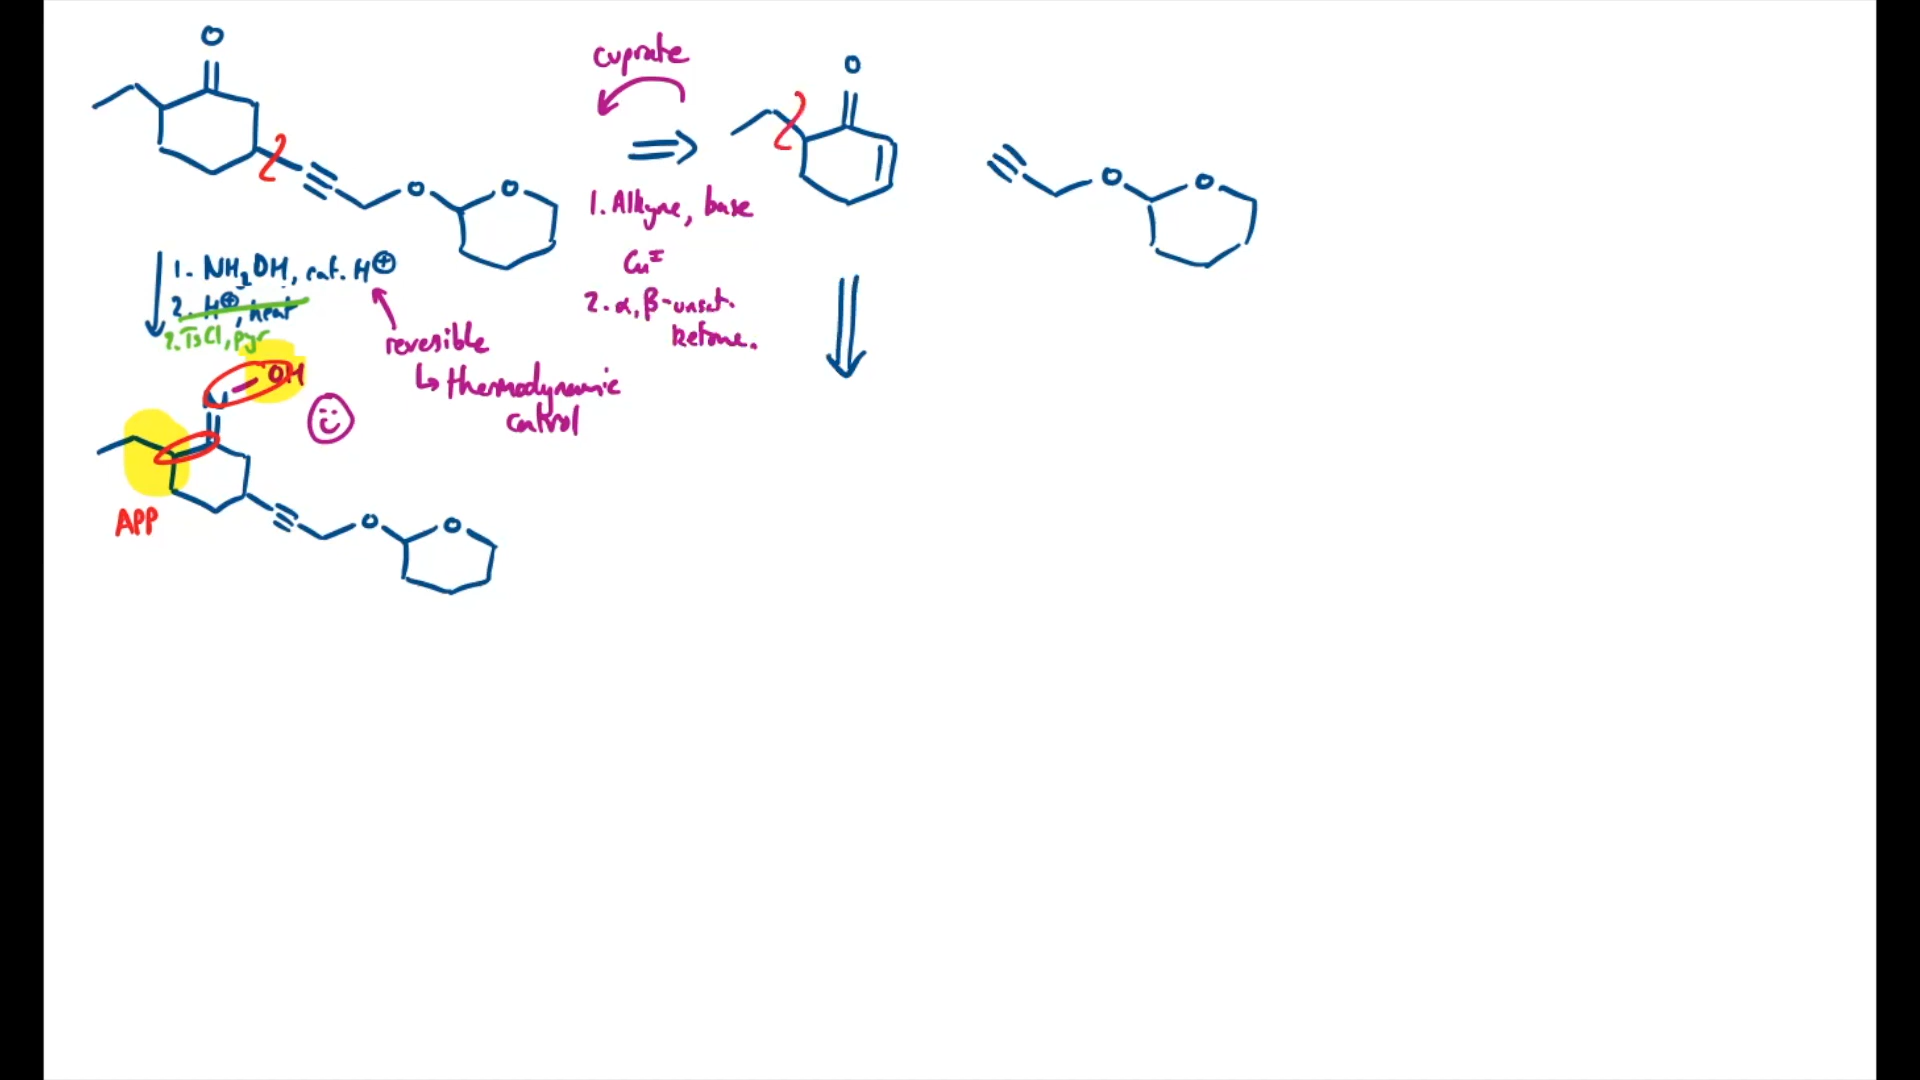 O
cuprate
O
O
O
O
O
1. Alkyne, base
Cu^I
2. α,β-unsat.
ketone.
1. NH2OH, cat. H⊕
2. H⊕, heat
2. TsCl, pyr
revesible
↳ thermodynamic
control
OH
N
APP
O
O